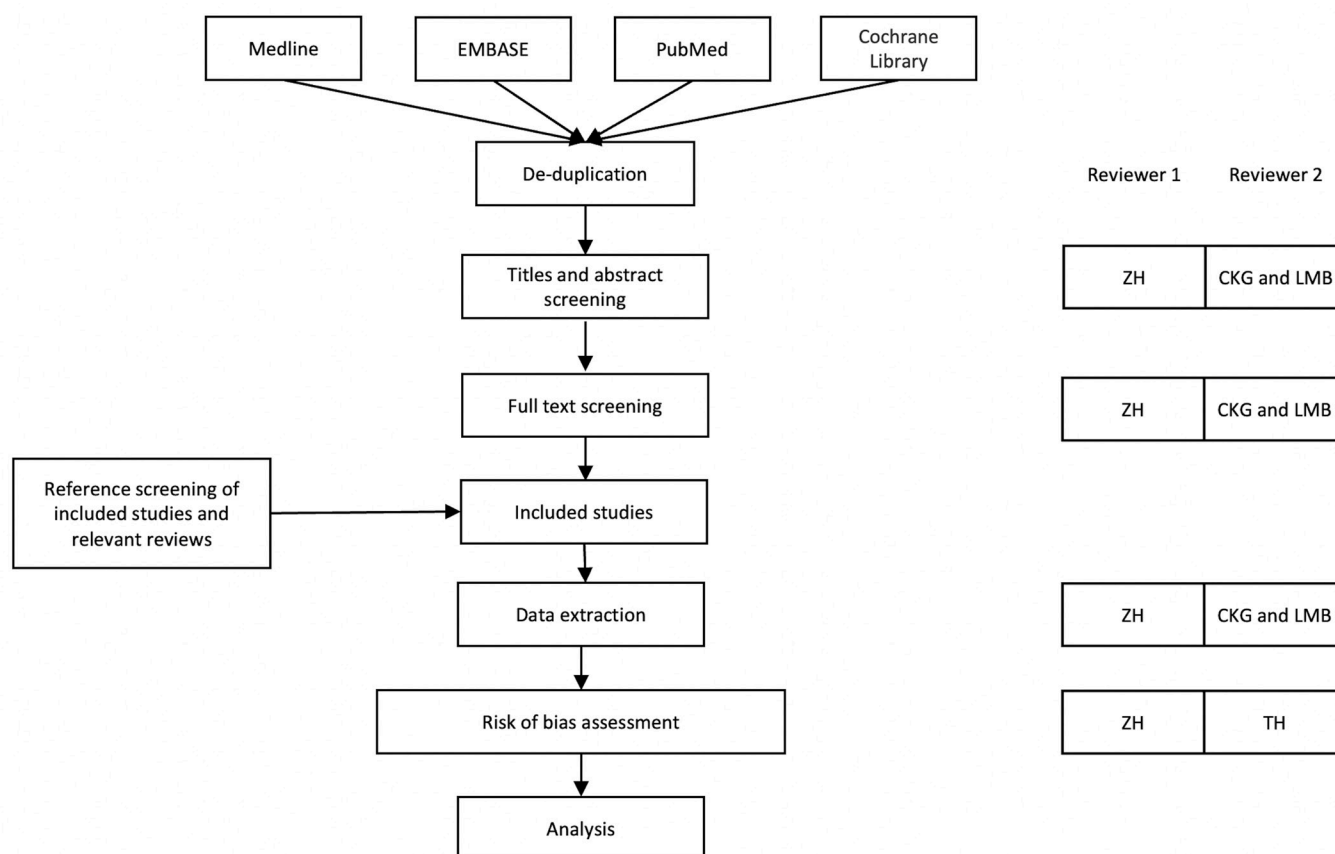 Medline
EMBASE
PubMed
Cochrane
Library
De-duplication
Reviewer 1
Reviewer 2
Titles and abstract
screening
ZH
CKG and LMB
Full text screening
ZH
CKG and LMB
Reference screening of
included studies and
relevant reviews
Included studies
Data extraction
ZH
CKG and LMB
Risk of bias assessment
ZH
TH
Analysis